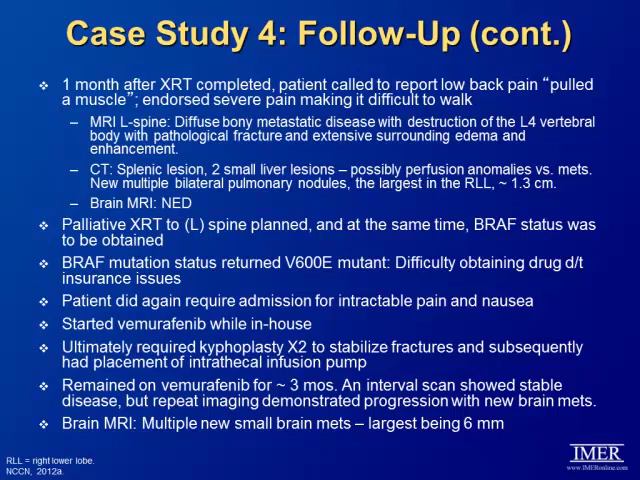 Case Study 4: Follow-Up (cont.)
❖ 1 month after XRT completed, patient called to report low back pain “pulled
a muscle”; endorsed severe pain making it difficult to walk
– MRI L-spine: Diffuse bony metastatic disease with destruction of the L4 vertebral
body with pathological fracture and extensive surrounding edema and
enhancement.
– CT: Splenic lesion, 2 small liver lesions – possibly perfusion anomalies vs. mets.
New multiple bilateral pulmonary nodules, the largest in the RLL, ~ 1.3 cm.
– Brain MRI: NED
❖ Palliative XRT to (L) spine planned, and at the same time, BRAF status was
to be obtained
❖ BRAF mutation status returned V600E mutant: Difficulty obtaining drug d/t
insurance issues
❖ Patient did again require admission for intractable pain and nausea
❖ Started vemurafenib while in-house
❖ Ultimately required kyphoplasty X2 to stabilize fractures and subsequently
had placement of intrathecal infusion pump
❖ Remained on vemurafenib for ~ 3 mos. An interval scan showed stable
disease, but repeat imaging demonstrated progression with new brain mets.
❖ Brain MRI: Multiple new small brain mets – largest being 6 mm
RLL = right lower lobe.
NCCN, 2012a.
IMER
www.IMERonline.com